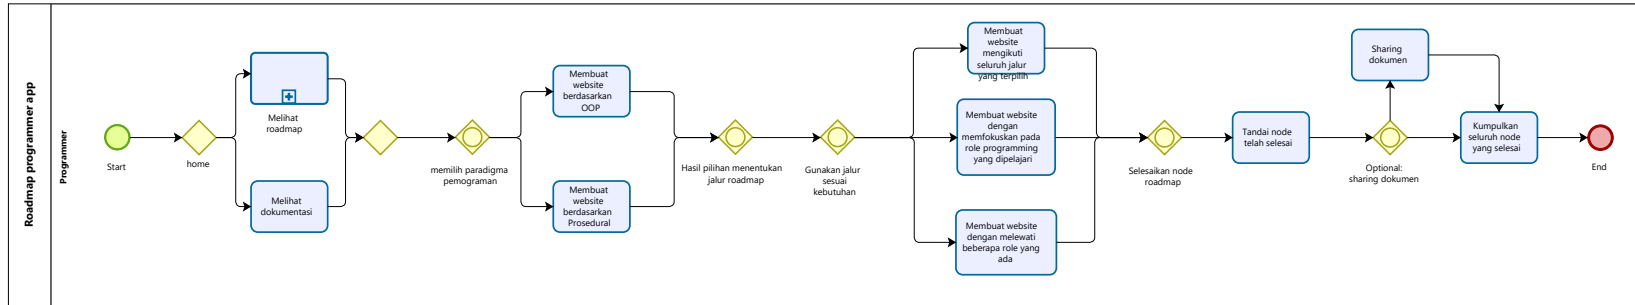 Roadmap programmer app
Programmer
Start
home
Melihat
roadmap
Melihat
dokumentasi
memilih paradigma
pemograman
Membuat
website
berdasarkan
OOP
Membuat
website
berdasarkan
Prosedural
Hasil pilihan menentukan
jalur roadmap
Gunakan jalur
sesuai
kebutuhan
Membuat
website
mengikuti
seluruh jalur
yang terpilih
Membuat website
dengan
memfokuskan pada
role programming
yang dipelajari
Membuat website
dengan melewati
beberapa role yang
ada
Selesaikan node
roadmap
Tandai node
telah selesai
Optional:
sharing dokumen
Sharing
dokumen
Kumpulkan
seluruh node
yang selesai
End